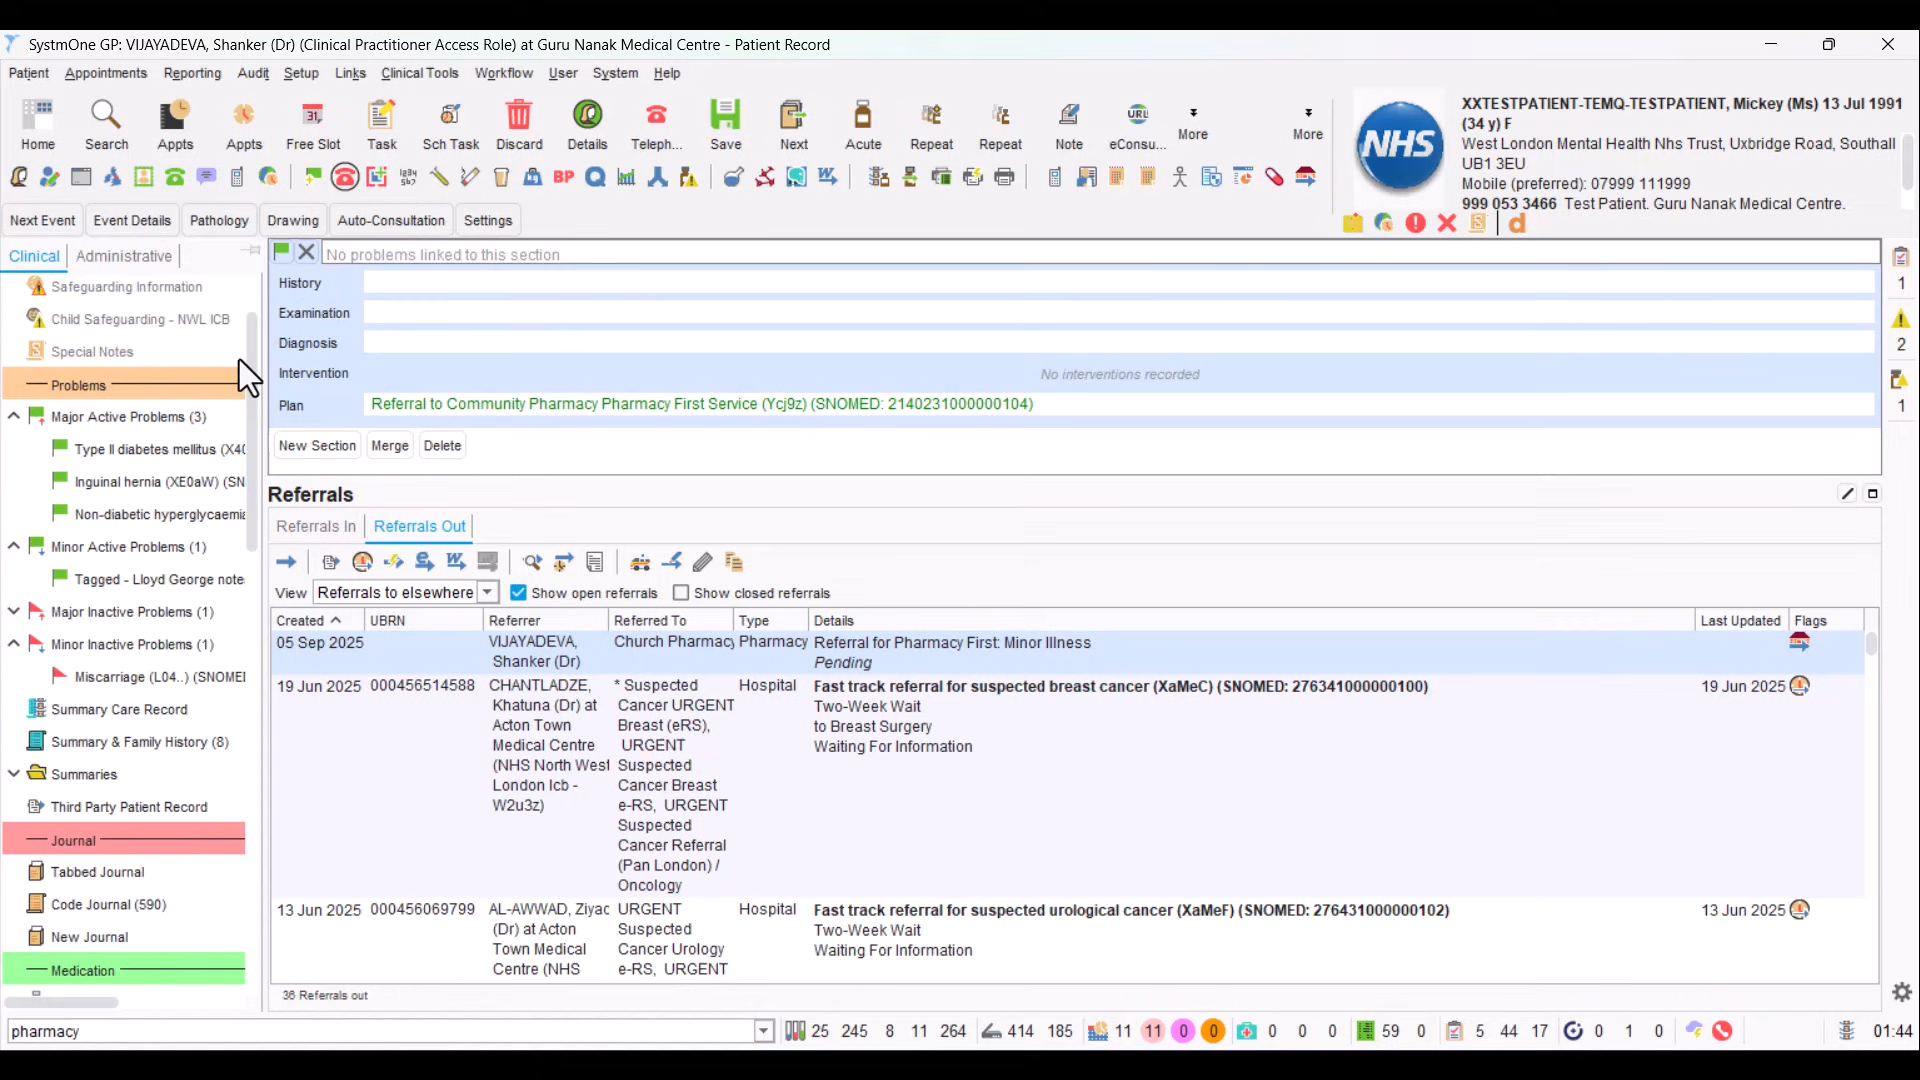 SystmOne GP: VIJAYADEVA, Shanker (Dr) (Clinical Practitioner Access Role) at Guru Nanak Medical Centre - Patient Record
Patient Appointments Reporting Audit Setup Links Clinical Tools Workflow User System Help
Home Search Appts Appts Free Slot Task Sch Task Discard Details Teleph... Save Next Acute Repeat Repeat Note eConsu... More More
31
URL
NHS
XXTESTPATIENT-TEMQ-TESTPATIENT, Mickey (Ms) 13 Jul 1991
(34 y) F
West London Mental Health Nhs Trust, Uxbridge Road, Southall
UB1 3EU
Mobile (preferred): 07999 111999
999 053 3466 Test Patient. Guru Nanak Medical Centre.
BP
Next Event Event Details Pathology Drawing Auto-Consultation Settings
Clinical Administrative
Safeguarding Information
Child Safeguarding - NWL ICB
Special Notes
Problems
Major Active Problems (3)
Type II diabetes mellitus (X40
Inguinal hernia (XE0aW) (SN
Non-diabetic hyperglycaemia
Minor Active Problems (1)
Tagged - Lloyd George note
Major Inactive Problems (1)
Minor Inactive Problems (1)
Miscarriage (L04..) (SNOMED
Summary Care Record
Summary & Family History (8)
Summaries
Third Party Patient Record
Journal
Tabbed Journal
Code Journal (590)
New Journal
Medication
No problems linked to this section
History
Examination
Diagnosis
Intervention No interventions recorded
Plan Referral to Community Pharmacy Pharmacy First Service (Ycj9z) (SNOMED: 2140231000000104)
New Section Merge Delete
1
2
1
Referrals
Referrals In Referrals Out
View Referrals to elsewhere Show open referrals Show closed referrals
Created UBRN Referrer Referred To Type Details Last Updated Flags
05 Sep 2025 VIJAYADEVA, Church Pharmacy Pharmacy Referral for Pharmacy First: Minor Illness
Shanker (Dr) Pending
19 Jun 2025 000456514588 CHANTLADZE, * Suspected Hospital Fast track referral for suspected breast cancer (XaMeC) (SNOMED: 276341000000100) 19 Jun 2025
Khatuna (Dr) at Cancer URGENT Two-Week Wait
Acton Town Breast (eRS), to Breast Surgery
Medical Centre URGENT Waiting For Information
(NHS North West Suspected
London Icb - Cancer Breast
W2u3z) e-RS, URGENT
Suspected
Cancer Referral
(Pan London) /
Oncology
13 Jun 2025 000456069799 AL-AWWAD, Ziyad URGENT Hospital Fast track referral for suspected urological cancer (XaMeF) (SNOMED: 276431000000102) 13 Jun 2025
(Dr) at Acton Suspected Two-Week Wait
Town Medical Cancer Urology Waiting For Information
Centre (NHS e-RS, URGENT
36 Referrals out
pharmacy 25 245 8 11 264 414 185 11 11 0 0 0 0 0 59 0 5 44 17 0 1 0 01:44